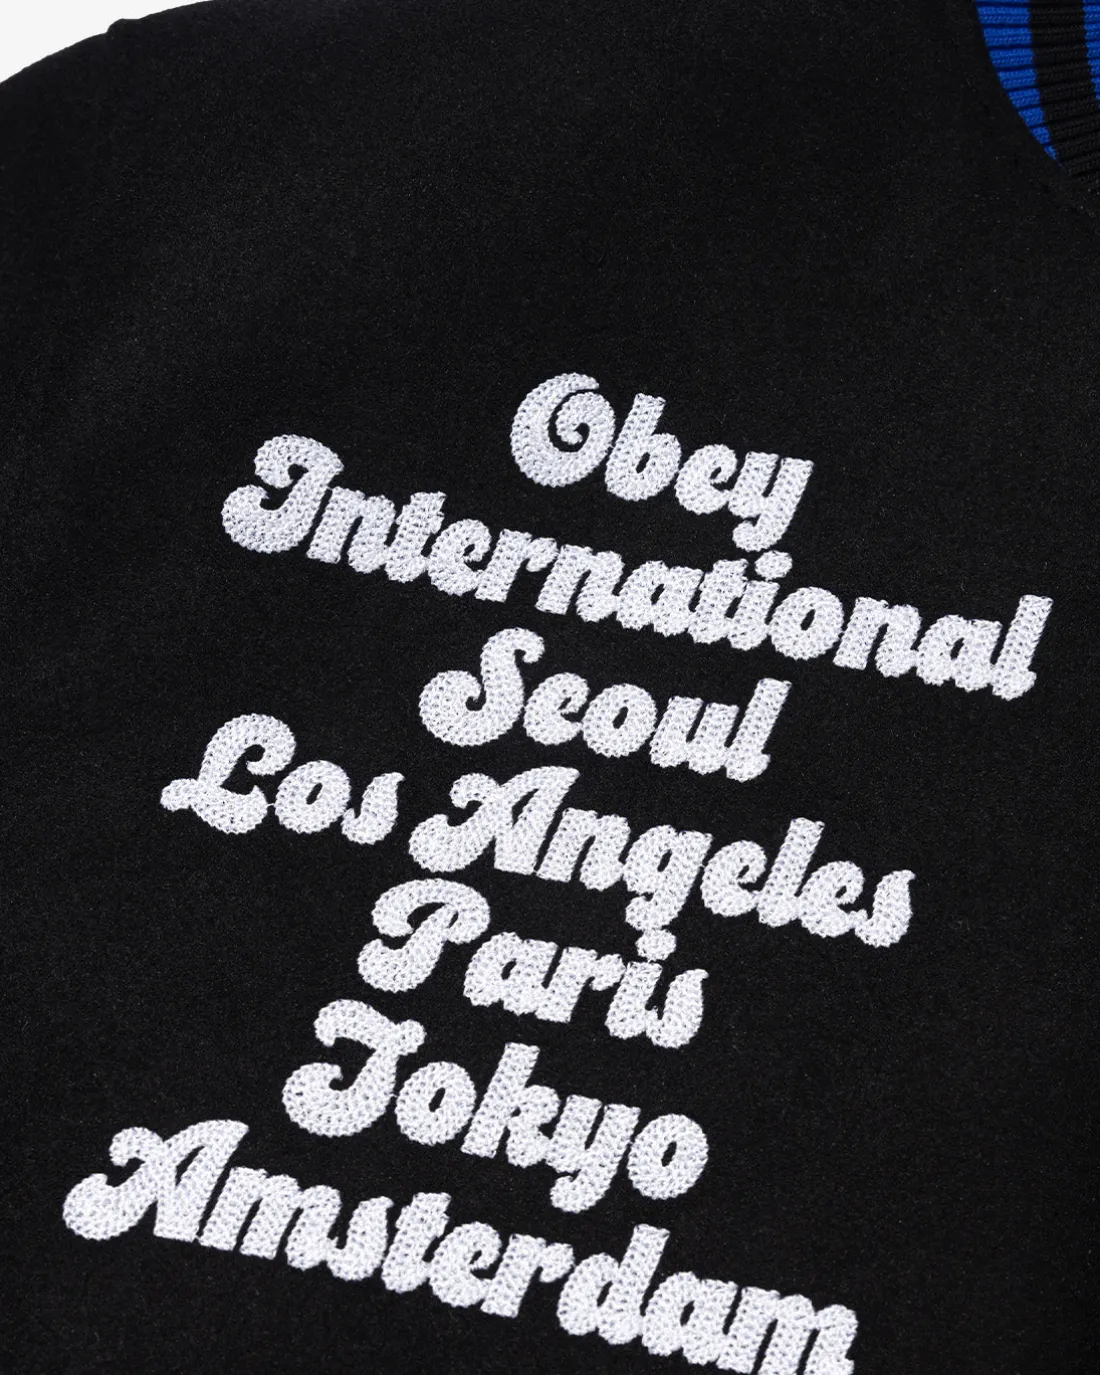 Obey
International
Seoul
Los Angeles
Paris
Tokyo
Amsterdam